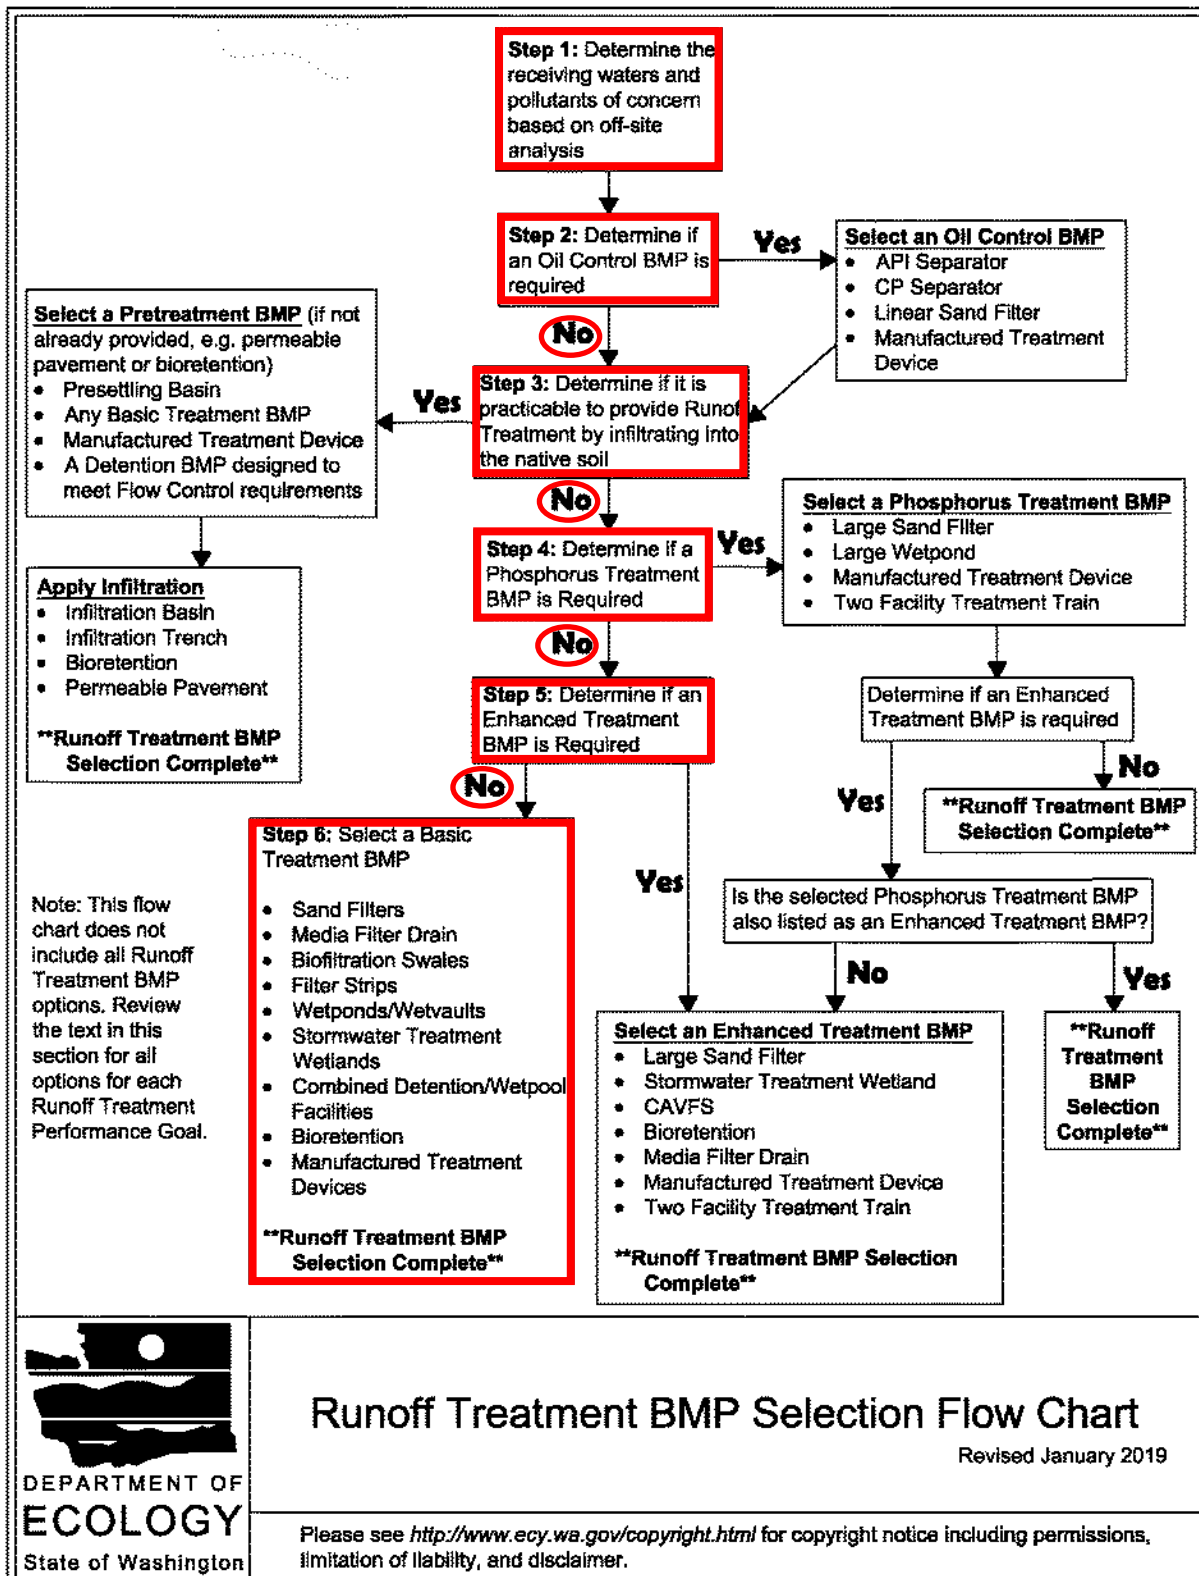 Step 1: Determine the
receiving waters and
pollutants of concern
based on off-site
analysis
Step 2: Determine if
an Oil Control BMP is
required
Yes
Select an Oil Control BMP
• API Separator
• CP Separator
• Linear Sand Filter
• Manufactured Treatment
Device
No
Select a Pretreatment BMP (if not
already provided, e.g. permeable
pavement or bioretention)
• Presettling Basin
• Any Basic Treatment BMP
• Manufactured Treatment Device
• A Detention BMP designed to
meet Flow Control requirements
Yes
Step 3: Determine if it is
practicable to provide Runof
Treatment by infiltrating into
the native soil
No
Apply Infiltration
• Infiltration Basin
• Infiltration Trench
• Bioretention
• Permeable Pavement
**Runoff Treatment BMP
Selection Complete**
Step 4: Determine if a
Phosphorus Treatment
BMP is Required
Yes
Select a Phosphorus Treatment BMP
• Large Sand Filter
• Large Wetpond
• Manufactured Treatment Device
• Two Facility Treatment Train
No
Step 5: Determine if an
Enhanced Treatment
BMP is Required
Determine if an Enhanced
Treatment BMP is required
No
**Runoff Treatment BMP
Selection Complete**
Yes
Is the selected Phosphorus Treatment BMP
also listed as an Enhanced Treatment BMP?
No
Yes
**Runoff
Treatment
BMP
Selection
Complete**
No
Yes
Step 6: Select a Basic
Treatment BMP
• Sand Filters
• Media Filter Drain
• Biofiltration Swales
• Filter Strips
• Wetponds/Wetvaults
• Stormwater Treatment
Wetlands
• Combined Detention/Wetpool
Facilities
• Bioretention
• Manufactured Treatment
Devices
**Runoff Treatment BMP
Selection Complete**
Select an Enhanced Treatment BMP
• Large Sand Filter
• Stormwater Treatment Wetland
• CAVFS
• Bioretention
• Media Filter Drain
• Manufactured Treatment Device
• Two Facility Treatment Train
**Runoff Treatment BMP Selection
Complete**
Note: This flow
chart does not
include all Runoff
Treatment BMP
options. Review
the text in this
section for all
options for each
Runoff Treatment
Performance Goal.
DEPARTMENT OF
ECOLOGY
State of Washington
Runoff Treatment BMP Selection Flow Chart
Revised January 2019
Please see http://www.ecy.wa.gov/copyright.html for copyright notice including permissions,
limitation of liability, and disclaimer.